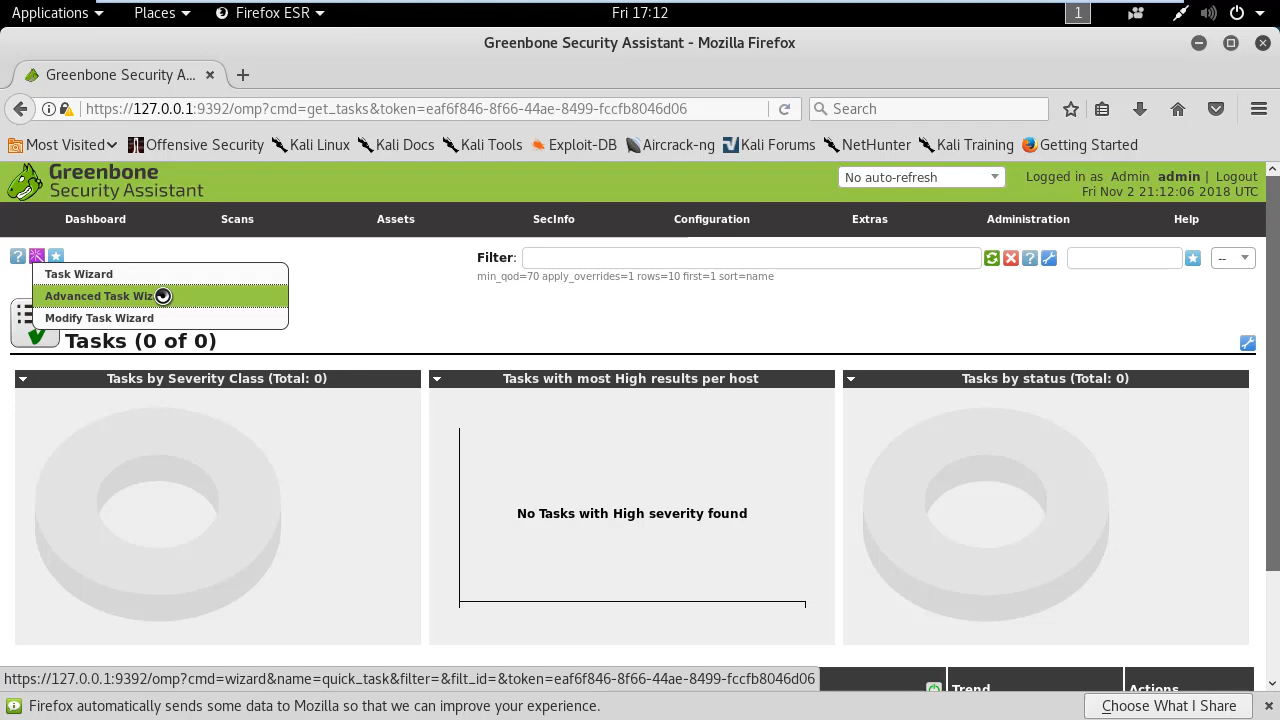 Applications Places Firefox ESR Fri 17:12 1
Greenbone Security Assistant - Mozilla Firefox
Greenbone Security A...
https://127.0.0.1:9392/omp?cmd=get_tasks&token=eaf6f846-8f66-44ae-8499-fccfb8046d06 Search
Most Visited Offensive Security Kali Linux Kali Docs Kali Tools Exploit-DB Aircrack-ng Kali Forums NetHunter Kali Training Getting Started
Greenbone
Security Assistant
No auto-refresh
Logged in as Admin admin | Logout
Fri Nov 2 21:12:06 2018 UTC
Dashboard Scans Assets SecInfo Configuration Extras Administration Help
Filter: --
min_qod=70 apply_overrides=1 rows=10 first=1 sort=name
Task Wizard
Advanced Task Wiz
Modify Task Wizard
Tasks (0 of 0)
Tasks by Severity Class (Total: 0)
Tasks with most High results per host
Tasks by status (Total: 0)
No Tasks with High severity found
https://127.0.0.1:9392/omp?cmd=wizard&name=quick_task&filter=&filt_id=&token=eaf6f846-8f66-44ae-8499-fccfb8046d06
Trend Actions
Firefox automatically sends some data to Mozilla so that we can improve your experience. Choose What I Share